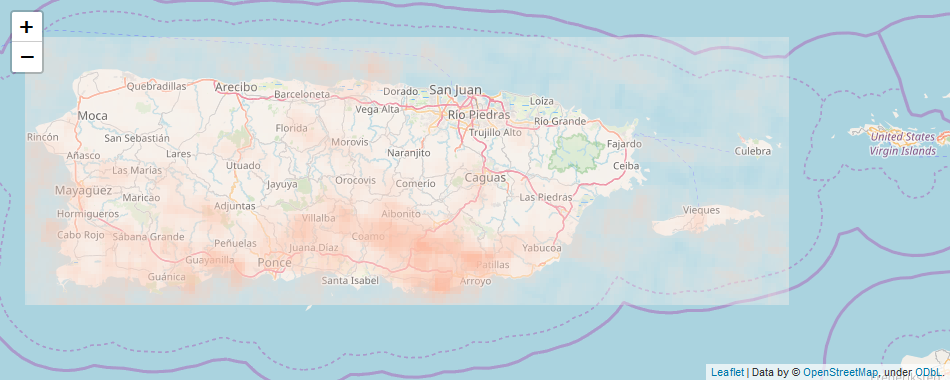 +
−
Quebradillas
Arecibo
Barceloneta
Dorado
San Juan
Loíza
Moca
Vega Alta
Río Piedras
Río Grande
Rincón
San Sebastián
Florida
Morovis
Trujillo Alto
Fajardo
Culebra
United States
Virgin Islands
Añasco
Lares
Utuado
Naranjito
Ceiba
Las Marías
Jayuya
Orocovis
Comerío
Caguas
Mayagüez
Maricao
Adjuntas
Las Piedras
Hormigueros
Villalba
Aibonito
Vieques
Cabo Rojo
Sabana Grande
Peñuelas
Juana Díaz
Coamo
Yabucoa
Guayanilla
Ponce
Patillas
Guánica
Santa Isabel
Arroyo
Leaflet | Data by © OpenStreetMap, under ODbL.